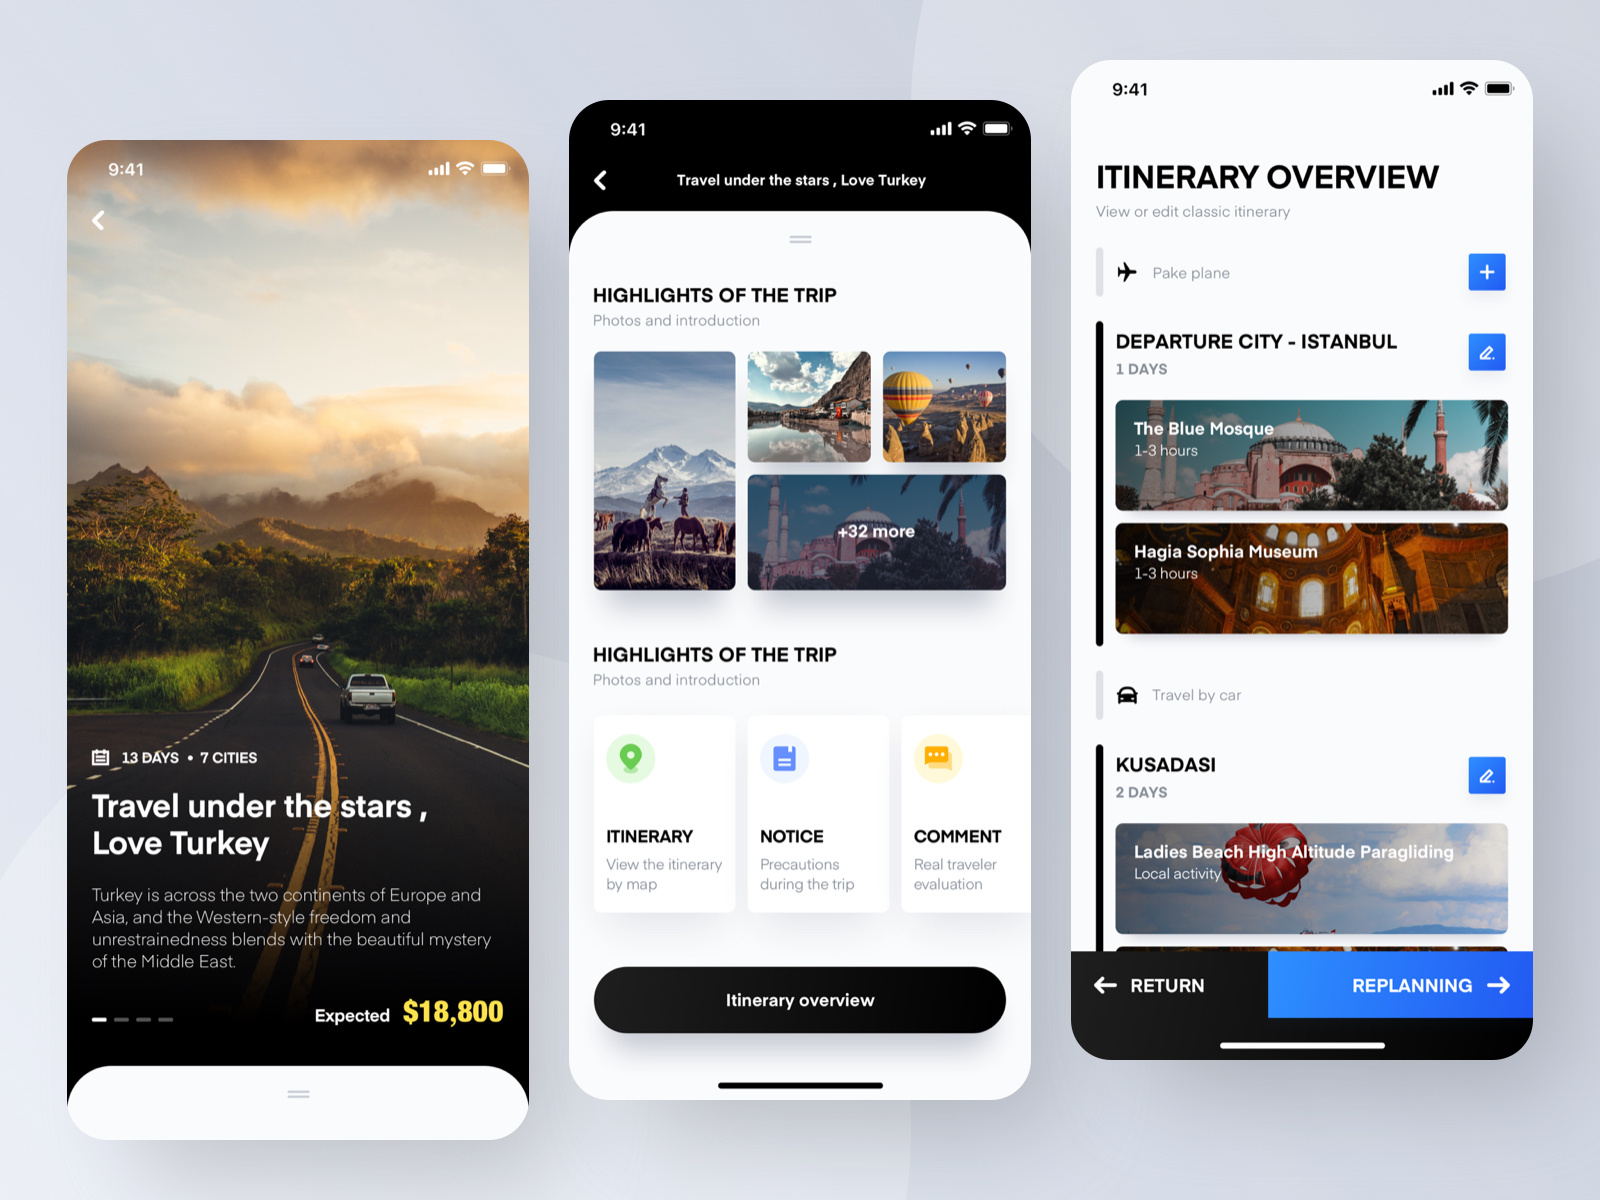 9:41
13 DAYS • 7 CITIES
Travel under the stars ,
Love Turkey
Turkey is across the two continents of Europe and
Asia, and the Western-style freedom and
unrestrainedness blends with the beautiful mystery
of the Middle East.
Expected $18,800
9:41
Travel under the stars , Love Turkey
HIGHLIGHTS OF THE TRIP
Photos and introduction
+32 more
HIGHLIGHTS OF THE TRIP
Photos and introduction
ITINERARY
View the itinerary
by map
NOTICE
Precautions
during the trip
COMMENT
Real traveler
evaluation
Itinerary overview
9:41
ITINERARY OVERVIEW
View or edit classic itinerary
Pake plane
DEPARTURE CITY - ISTANBUL
1 DAYS
The Blue Mosque
1-3 hours
Hagia Sophia Museum
1-3 hours
Travel by car
KUSADASI
2 DAYS
Ladies Beach High Altitude Paragliding
Local activity
RETURN
REPLANNING